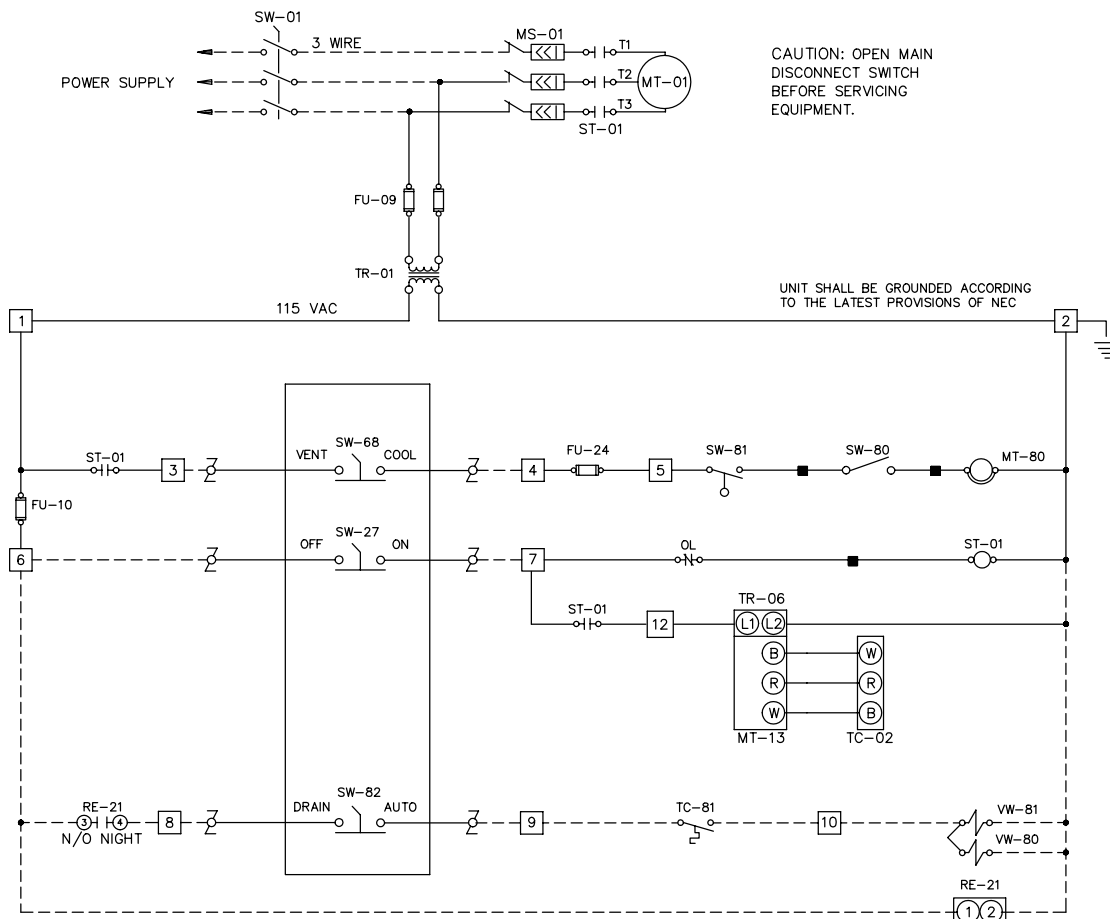 SW-01
3 WIRE
MS-01
T1
CAUTION: OPEN MAIN
DISCONNECT SWITCH
BEFORE SERVICING
EQUIPMENT.
POWER SUPPLY
T2
MT-01
T3
ST-01
FU-09
TR-01
115 VAC
UNIT SHALL BE GROUNDED ACCORDING
TO THE LATEST PROVISIONS OF NEC
1
2
ST-01
3
VENT
SW-68
COOL
4
FU-24
5
SW-81
SW-80
MT-80
FU-10
6
OFF
SW-27
ON
7
OL
ST-01
ST-01
12
TR-06
L1
L2
B
W
R
R
W
B
MT-13
TC-02
RE-21
3
4
N/O NIGHT
8
DRAIN
SW-82
AUTO
9
TC-81
10
VW-81
VW-80
RE-21
1
2